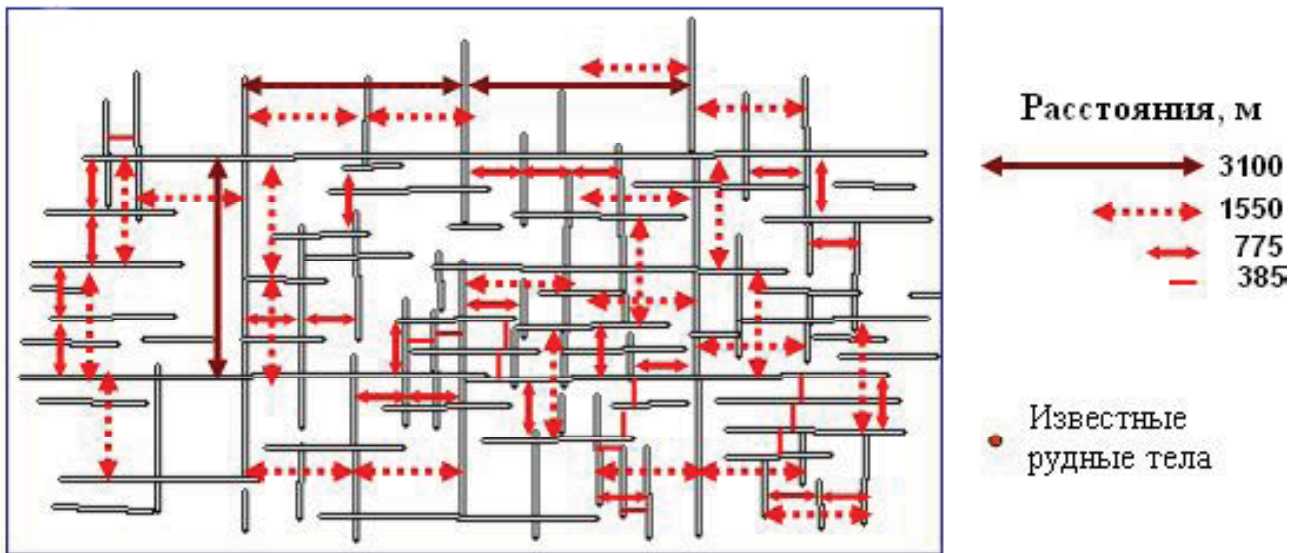 Расстояния, м
3100
1550
775
385
Известные
рудные тела